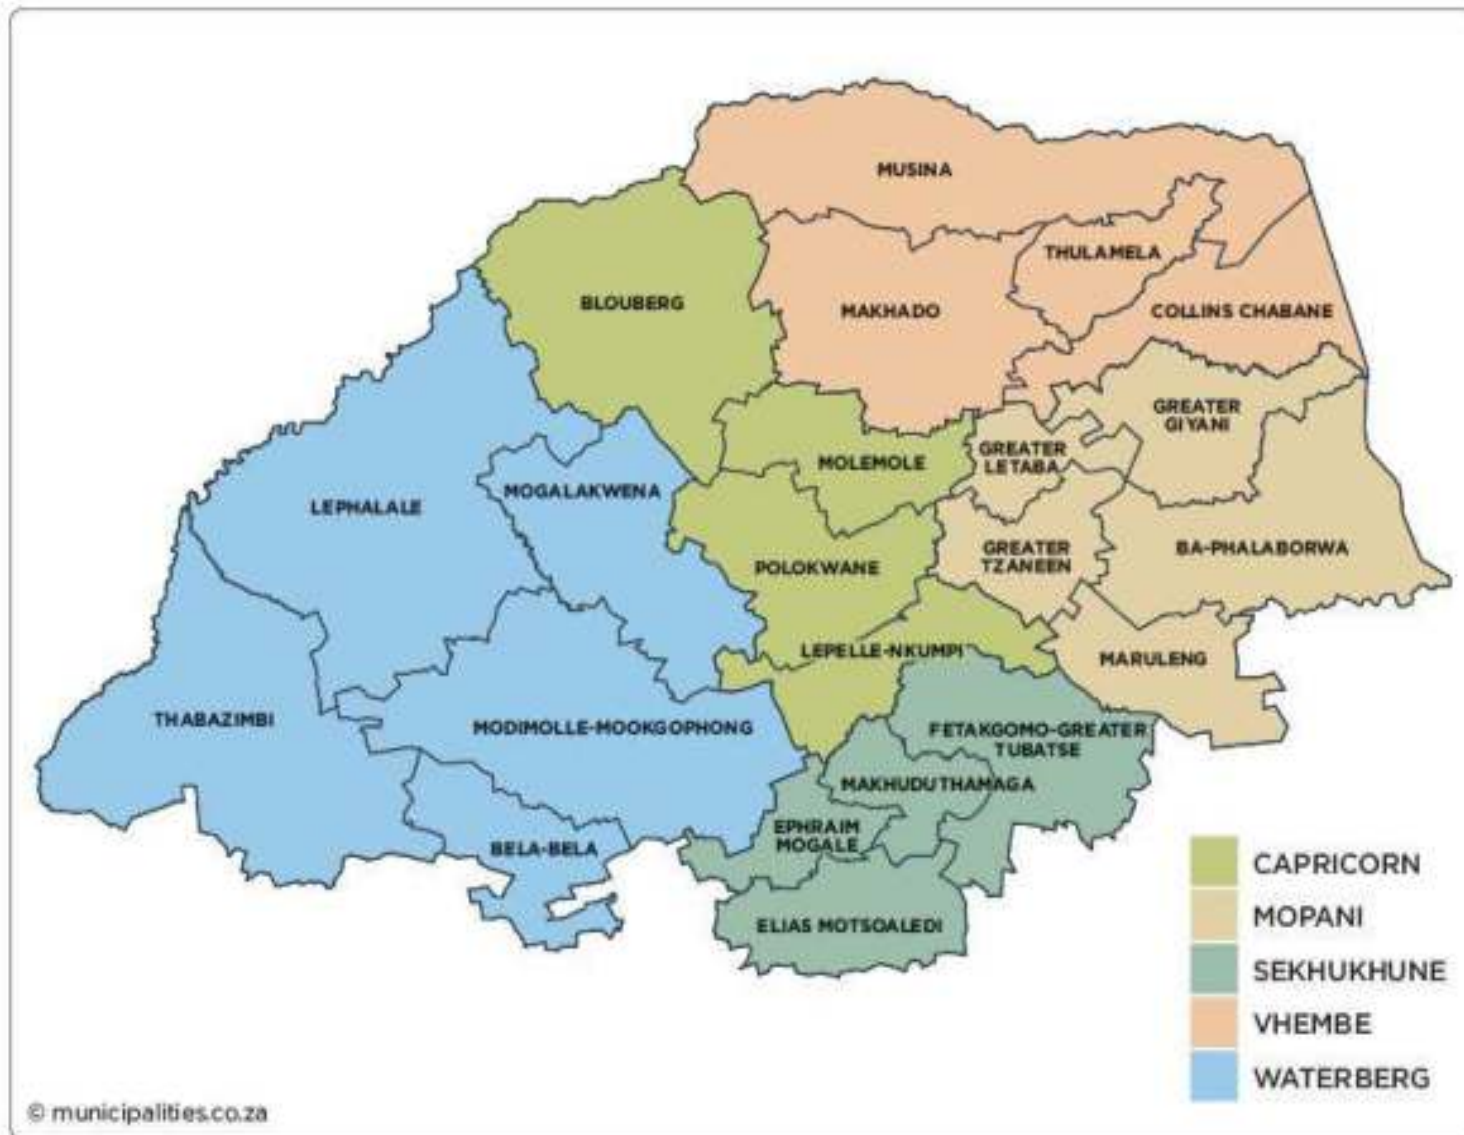 MUSINA
THULAMELA
BLOUBERG
MAKHADO
COLLINS CHABANE
GREATER
GIYANI
MOLEMOLE
GREATER
LETABA
MOGALAKWENA
LEPHALALE
POLOKWANE
GREATER
TZANEEN
BA-PHALABORWA
LEPELLE-NKUMPI
MARULENG
THABAZIMBI
MODIMOLLE-MOOKGOPHONG
FETAKGOMO-GREATER
TUBATSE
MAKHUDUTHAMAGA
EPHRAIM
MOGALE
BELA-BELA
ELIAS MOTSOALEDI
CAPRICORN
MOPANI
SEKHUKHUNE
VHEMBE
WATERBERG
© municipalities.co.za